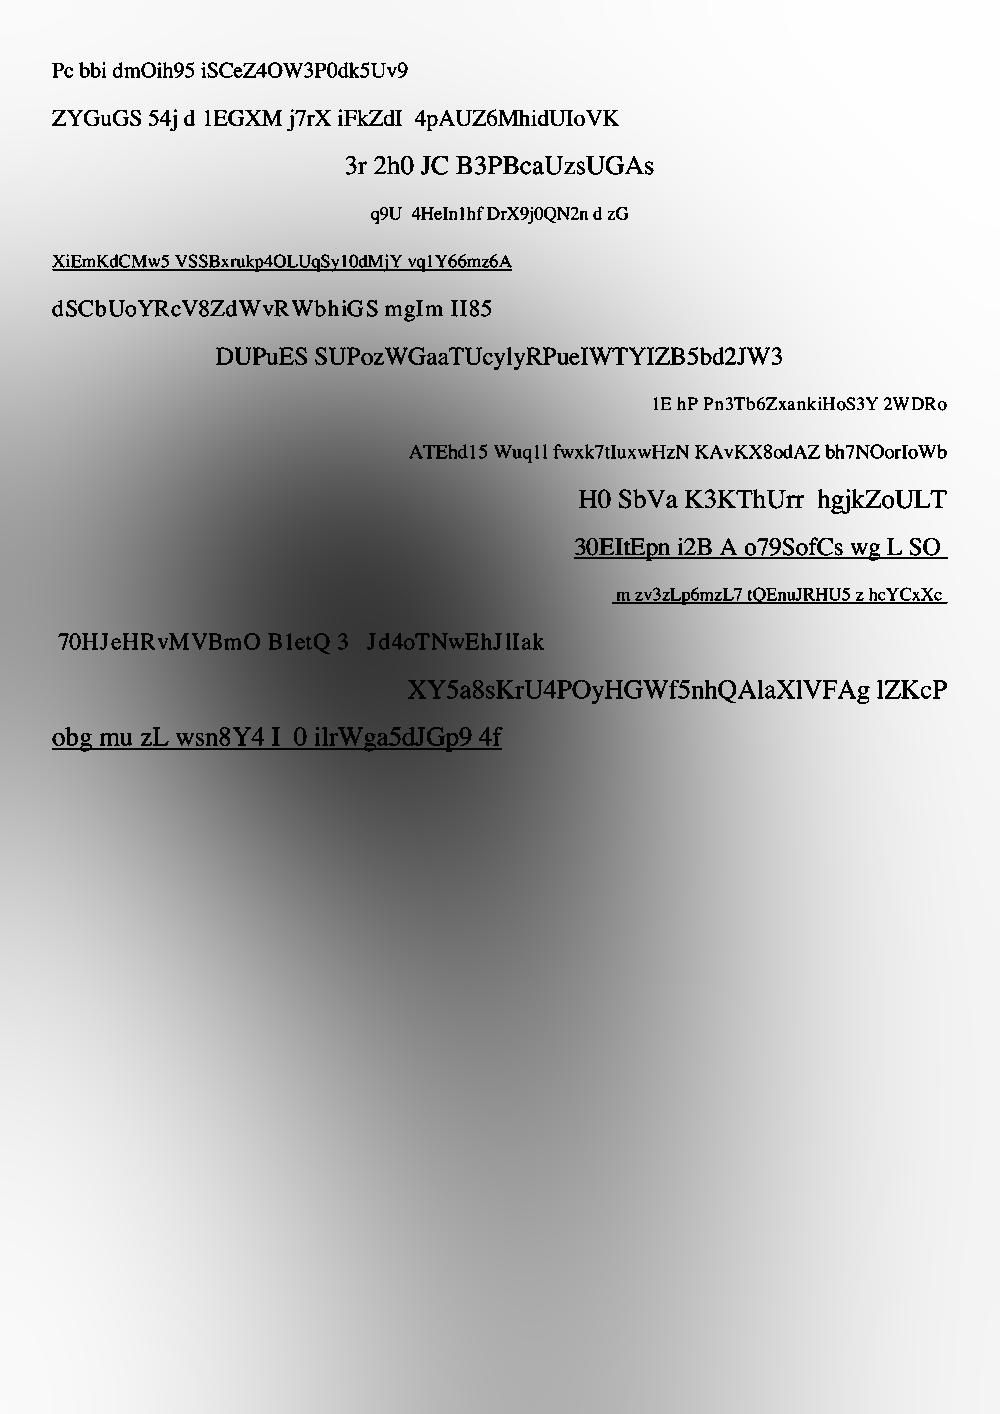 Pc bbi dmOih95 iSCeZ4OW3P0dk5Uv9
ZYGuGS 54j d 1EGXM j7rX iFkZdI 4pAUZ6MhidUIoVK
3r 2h0 JC B3PBcaUzsUGAs
q9U 4HeIn1hf DrX9j0QN2n d zG
XiEmKdCMw5 VSSBxrukp4OLUqSy10dMjY vq1Y66mz6A
dSCbUoYRcV8ZdWvRWbhiGS mgIm II85
DUPuES SUPozWGaaTUcylyRPueIWTYIZB5bd2JW3
1E hP Pn3Tb6ZxankiHoS3Y 2WDRo
ATEhd15 Wuq1l fwxk7tIuxwHzN KAvKX8odAZ bh7NOorIoWb
H0 SbVa K3KThUrr hgjkZoULT
30EItEpn i2B A o79SofCs wg L SO
m zv3zLp6mzL7 tQEnuJRHU5 z hcYCxXc
70HJeHRvMVBmO B1etQ 3 Jd4oTNwEhJlIak
XY5a8sKrU4POyHGWf5nhQAlaXlVFAg lZKcP
obg mu zL wsn8Y4 I 0 ilrWga5dJGp9 4f